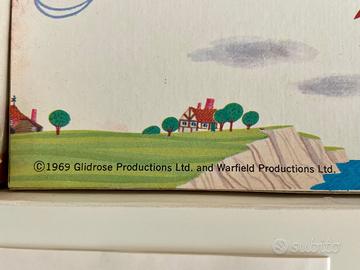 ©1969 Glidrose Productions Ltd. and Warfield Productions Ltd.
subito